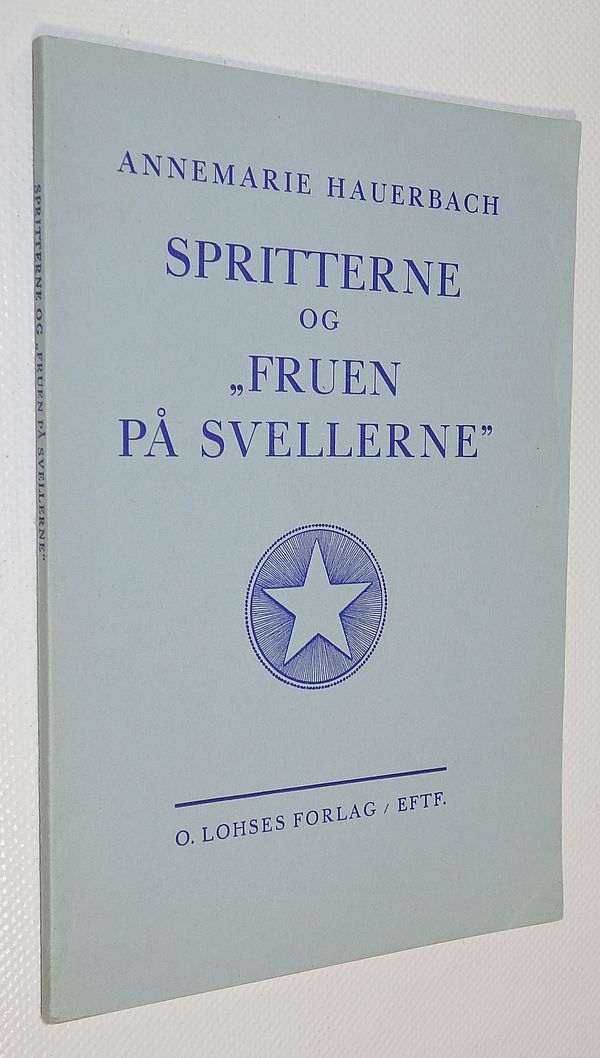 ANNEMARIE HAUERBACH
SPRITTERNE
OG
„FRUEN
PÅ SVELLERNE”
O. LOHSES FORLAG / EFTF.
SPRITTERNE OG „FRUEN PÅ SVELLERNE”